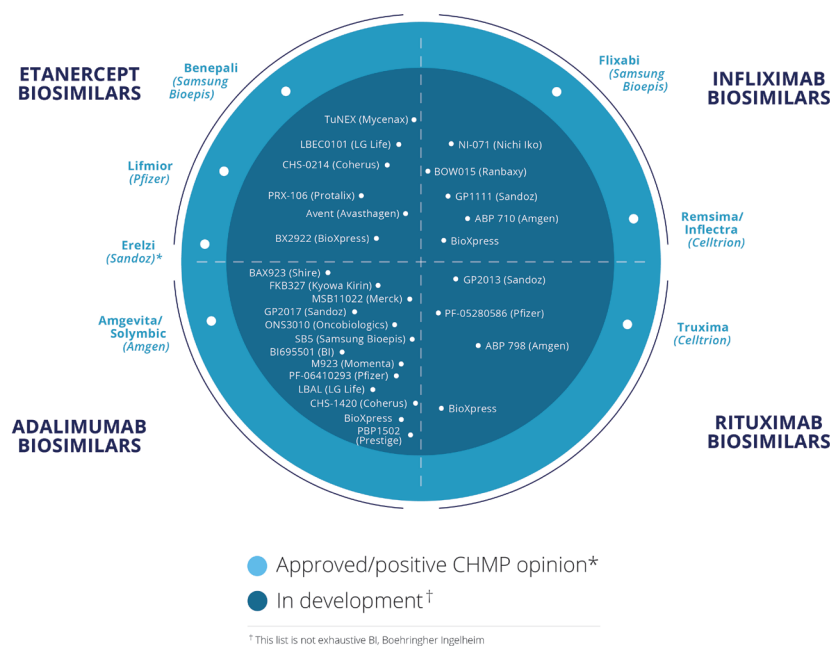 ETANERCEPT
BIOSIMILARS
Benepali
(Samsung
Bioepis)
Lifmior
(Pfizer)
Erelzi
(Sandoz)*
TuNEX (Mycenax)
LBEC0101 (LG Life)
CHS-0214 (Coherus)
PRX-106 (Protalix)
Avent (Avasthagen)
BX2922 (BioXpress)
INFLIXIMAB
BIOSIMILARS
Flixabi
(Samsung
Bioepis)
Remsima/
Inflectra
(Celltrion)
NI-071 (Nichi Iko)
BOW015 (Ranbaxy)
GP1111 (Sandoz)
ABP 710 (Amgen)
BioXpress
Amgevita/
Solymbic
(Amgen)
ADALIMUMAB
BIOSIMILARS
BAX923 (Shire)
FKB327 (Kyowa Kirin)
MSB11022 (Merck)
GP2017 (Sandoz)
ONS3010 (Oncobiologics)
SB5 (Samsung Bioepis)
BI695501 (BI)
M923 (Momenta)
PF-06410293 (Pfizer)
LBAL (LG Life)
CHS-1420 (Coherus)
BioXpress
PBP1502
(Prestige)
GP2013 (Sandoz)
PF-05280586 (Pfizer)
ABP 798 (Amgen)
BioXpress
Truxima
(Celltrion)
RITUXIMAB
BIOSIMILARS
Approved/positive CHMP opinion*
In development†
† This list is not exhaustive BI, Boehringher Ingelheim